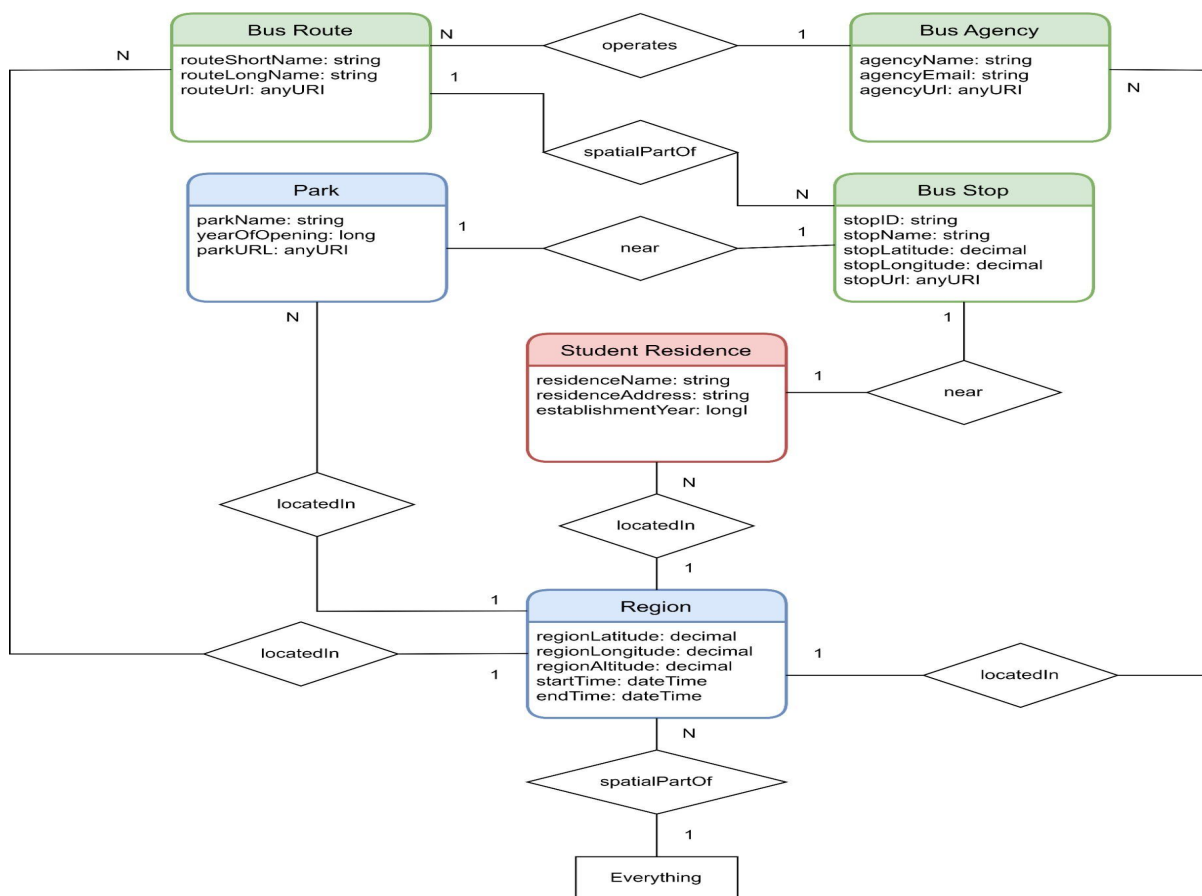 Bus Route
routeShortName: string
routeLongName: string
routeUrl: anyURI
N
N
1
operates
1
Bus Agency
agencyName: string
agencyEmail: string
agencyUrl: anyURI
N
spatialPartOf
N
Park
parkName: string
yearOfOpening: long
parkURL: anyURI
1
near
1
Bus Stop
stopID: string
stopName: string
stopLatitude: decimal
stopLongitude: decimal
stopUrl: anyURI
N
1
Student Residence
residenceName: string
residenceAddress: string
establishmentYear: longI
1
near
N
locatedIn
locatedIn
1
1
Region
regionLatitude: decimal
regionLongitude: decimal
regionAltitude: decimal
startTime: dateTime
endTime: dateTime
locatedIn
1
1
locatedIn
N
spatialPartOf
1
Everything